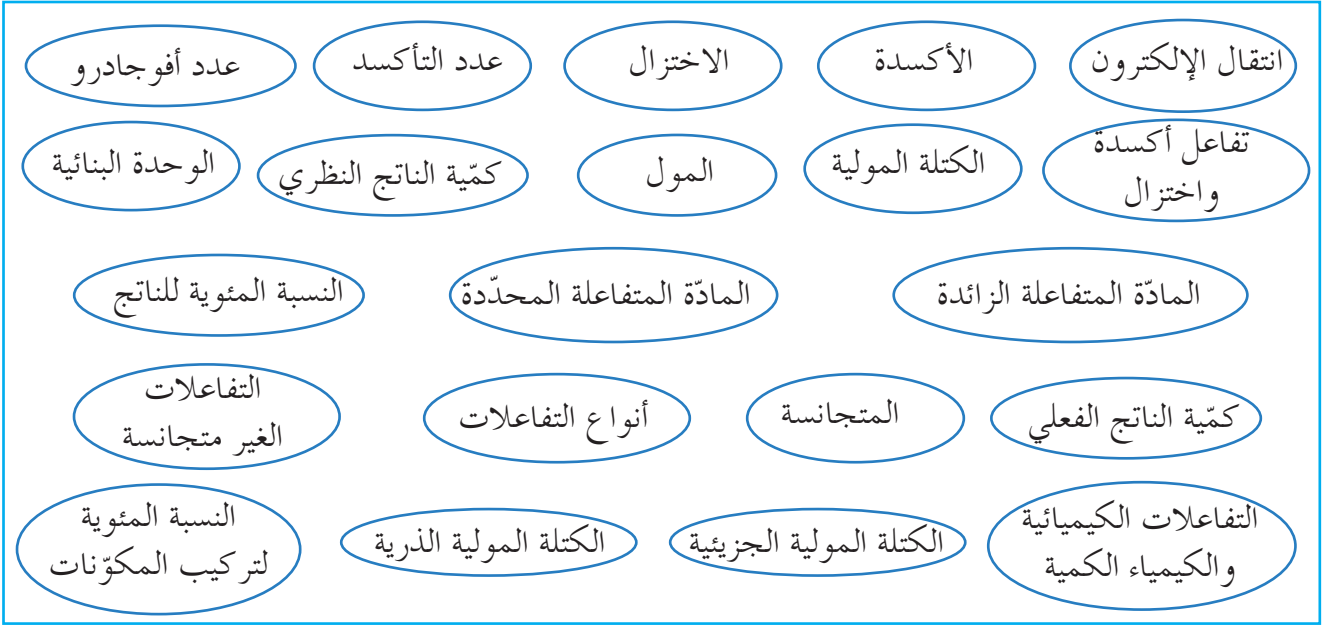 انتقال الإلكترون
الأكسدة
الاختزال
عدد التأكسد
عدد أفوجادرو
تفاعل أكسدة
واختزال
الكتلة المولية
المول
كمّية الناتج النظري
الوحدة البنائية
المادّة المتفاعلة الزائدة
المادّة المتفاعلة المحدّدة
النسبة المئوية للناتج
كمّية الناتج الفعلي
المتجانسة
أنواع التفاعلات
التفاعلات
الغير متجانسة
التفاعلات الكيميائية
والكيمياء الكمية
الكتلة المولية الجزيئية
الكتلة المولية الذرية
النسبة المئوية
لتركيب المكوّنات